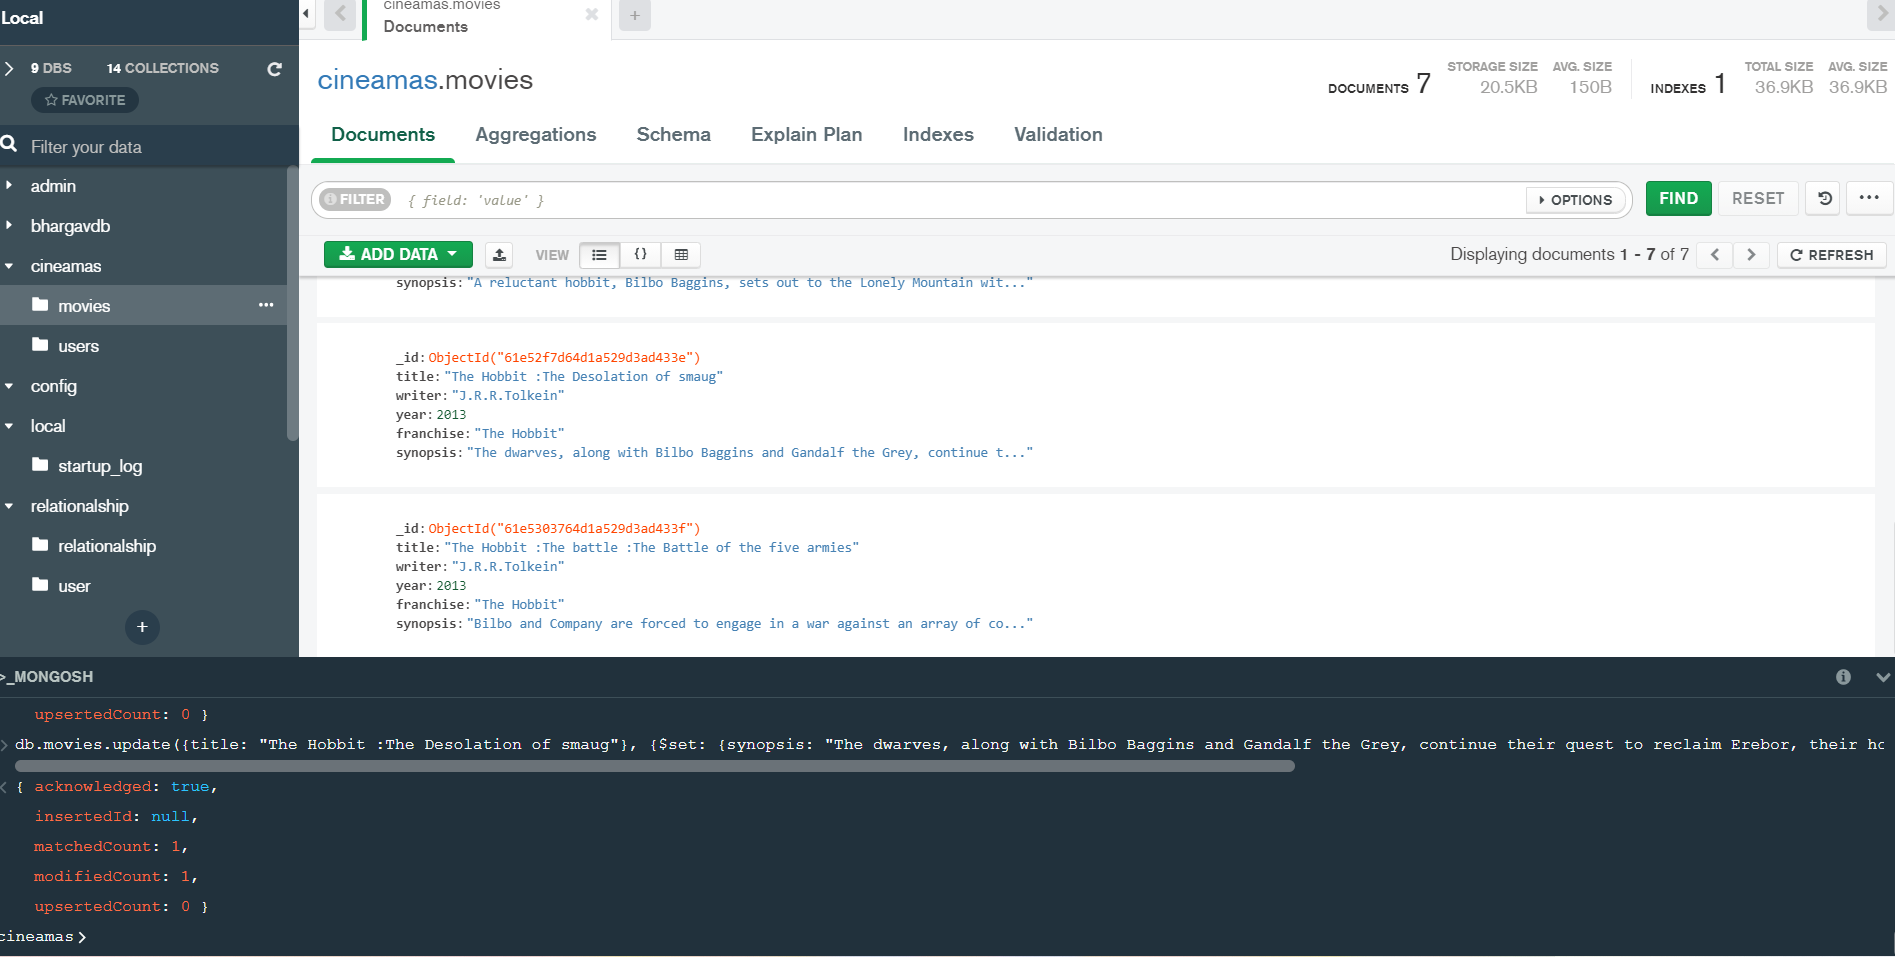 Local
9 DBS 14 COLLECTIONS
FAVORITE
Filter your data
admin
bhargavdb
cineamas
movies
users
config
local
startup_log
relationalship
relationalship
user
cineamas.movies
Documents
cineamas.movies
DOCUMENTS 7 STORAGE SIZE 20.5KB AVG. SIZE 150B INDEXES 1 TOTAL SIZE 36.9KB AVG. SIZE 36.9KB
Documents Aggregations Schema Explain Plan Indexes Validation
FILTER { field: 'value' } OPTIONS FIND RESET
ADD DATA VIEW {} Displaying documents 1 - 7 of 7 REFRESH
synopsis: "A reluctant hobbit, Bilbo Baggins, sets out to the Lonely Mountain wit..."
_id: ObjectId("61e52f7d64d1a529d3ad433e")
title: "The Hobbit :The Desolation of smaug"
writer: "J.R.R.Tolkein"
year: 2013
franchise: "The Hobbit"
synopsis: "The dwarves, along with Bilbo Baggins and Gandalf the Grey, continue t..."
_id: ObjectId("61e5303764d1a529d3ad433f")
title: "The Hobbit :The battle :The Battle of the five armies"
writer: "J.R.R.Tolkein"
year: 2013
franchise: "The Hobbit"
synopsis: "Bilbo and Company are forced to engage in a war against an array of co..."
>_MONGOSH
upsertedCount: 0 }
> db.movies.update({title: "The Hobbit :The Desolation of smaug"}, {$set: {synopsis: "The dwarves, along with Bilbo Baggins and Gandalf the Grey, continue their quest to reclaim Erebor, their ho
< { acknowledged: true,
insertedId: null,
matchedCount: 1,
modifiedCount: 1,
upsertedCount: 0 }
cineamas>